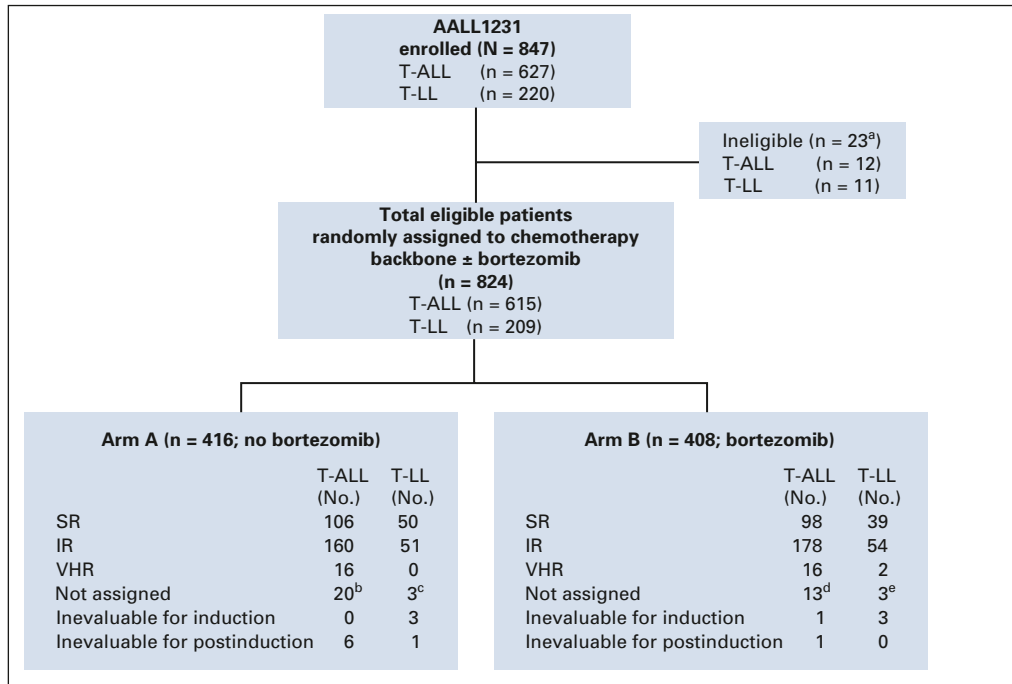 AALL1231
enrolled (N = 847)
T-ALL (n = 627)
T-LL (n = 220)
Ineligible (n = 23ᵃ)
T-ALL (n = 12)
T-LL (n = 11)
Total eligible patients
randomly assigned to chemotherapy
backbone ± bortezomib
(n = 824)
T-ALL (n = 615)
T-LL (n = 209)
Arm A (n = 416; no bortezomib)
T-ALL T-LL
(No.) (No.)
SR 106 50
IR 160 51
VHR 16 0
Not assigned 20ᵇ 3ᶜ
Inevaluable for induction 0 3
Inevaluable for postinduction 6 1
Arm B (n = 408; bortezomib)
T-ALL T-LL
(No.) (No.)
SR 98 39
IR 178 54
VHR 16 2
Not assigned 13ᵈ 3ᵉ
Inevaluable for induction 1 3
Inevaluable for postinduction 1 0